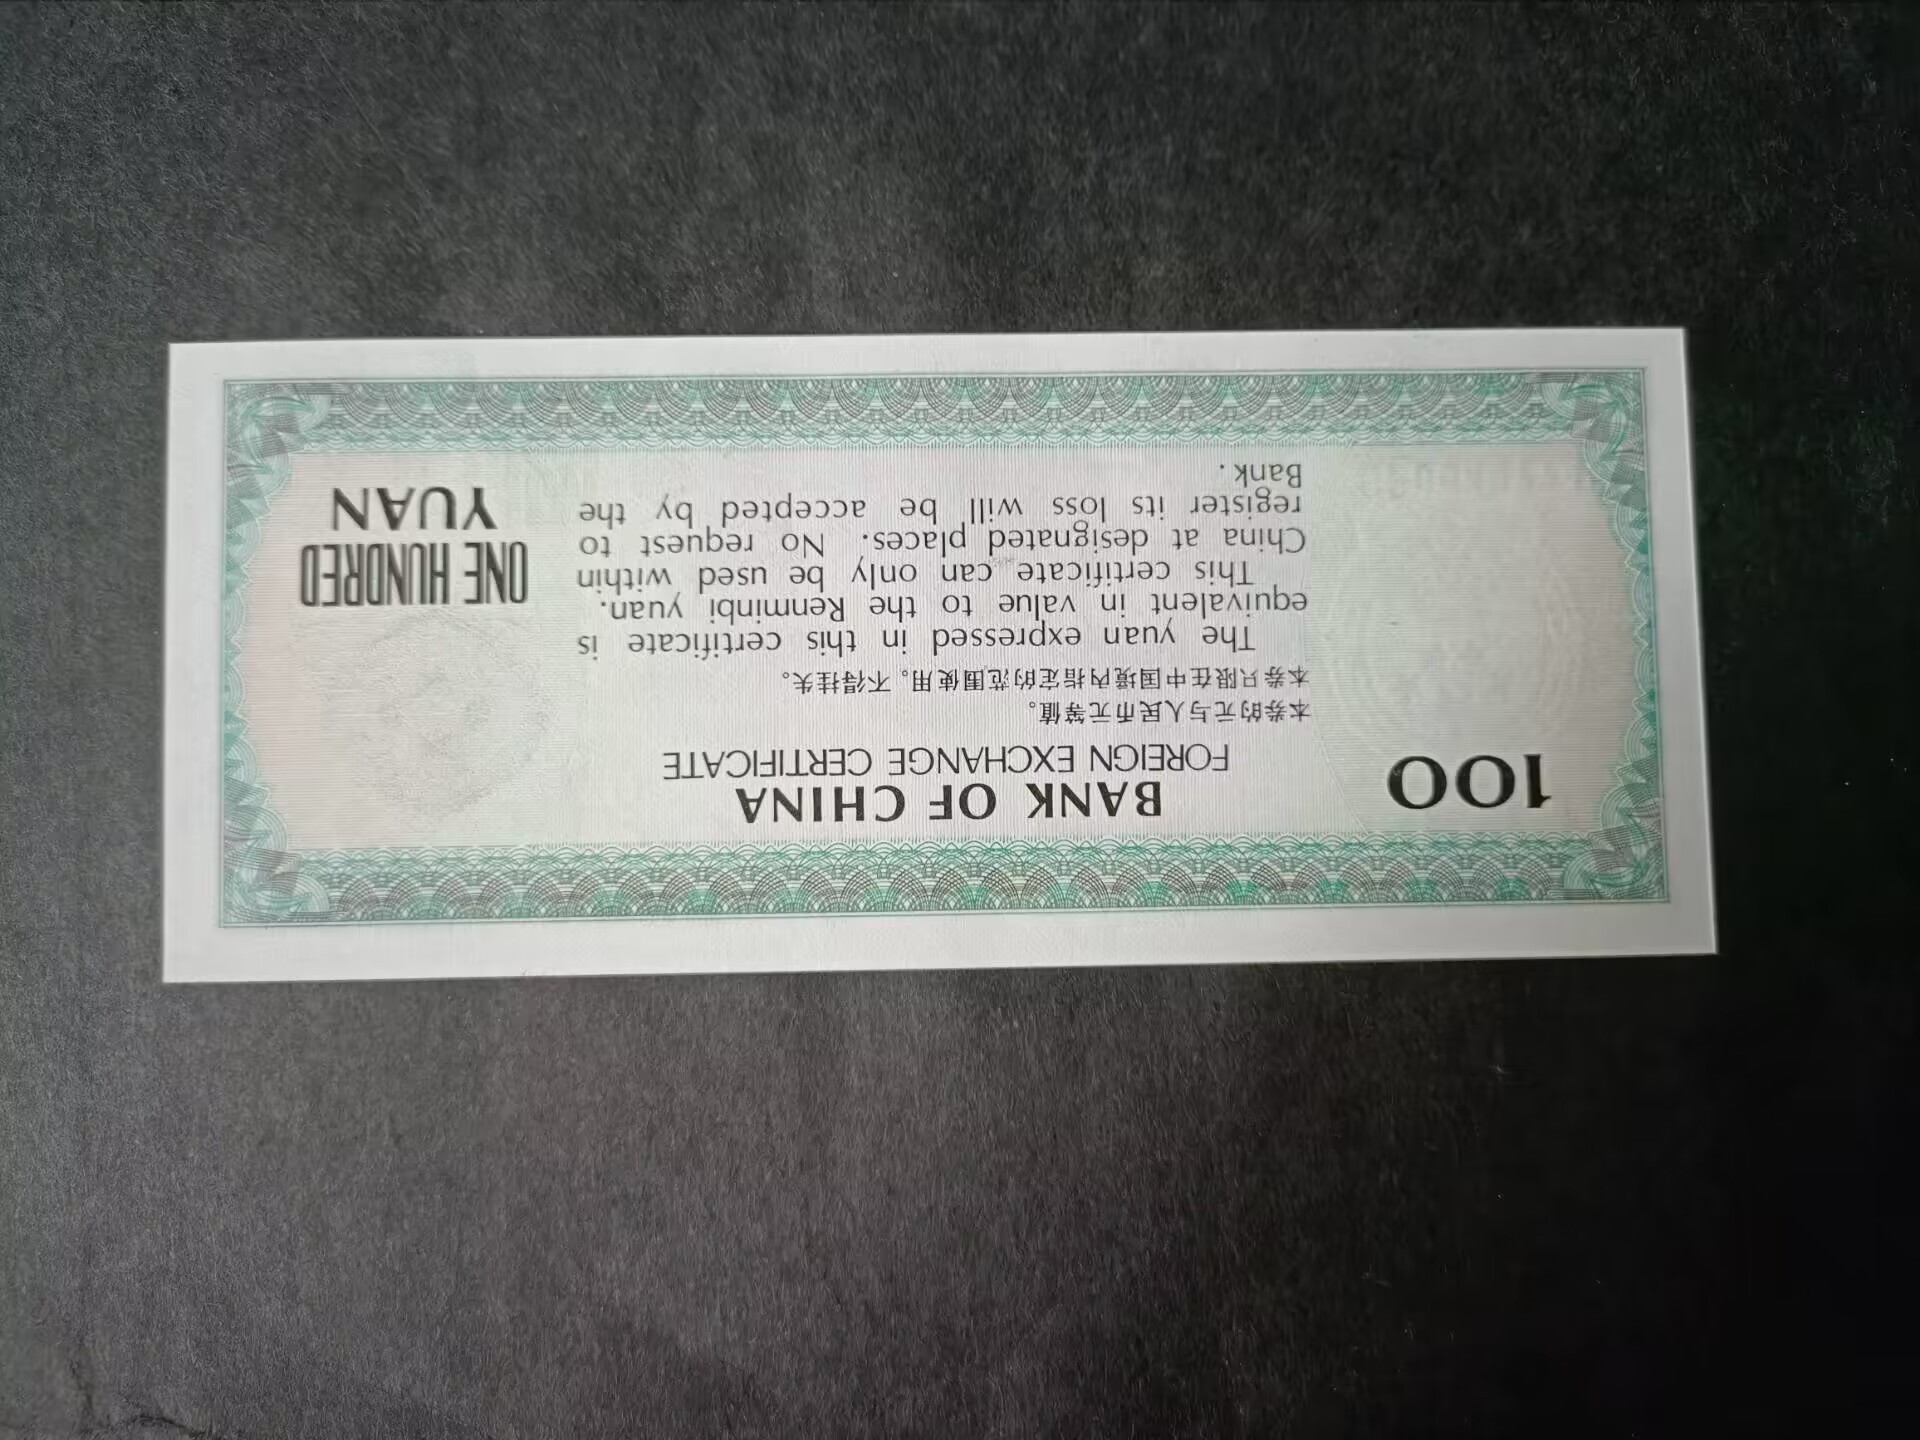 BANK OF CHINA
FOREIGN EXCHANGE CERTIFICATE
100
本券的元与人民币元等值。
本券只限在中国境内指定的范围使用。不得挂失。
The yuan expressed in this certificate is
equivalent in value to the Renminbi yuan.
This certificate can only be used within
China at designated places. No request to
register its loss will be accepted by the
Bank.
ONE HUNDRED
YUAN